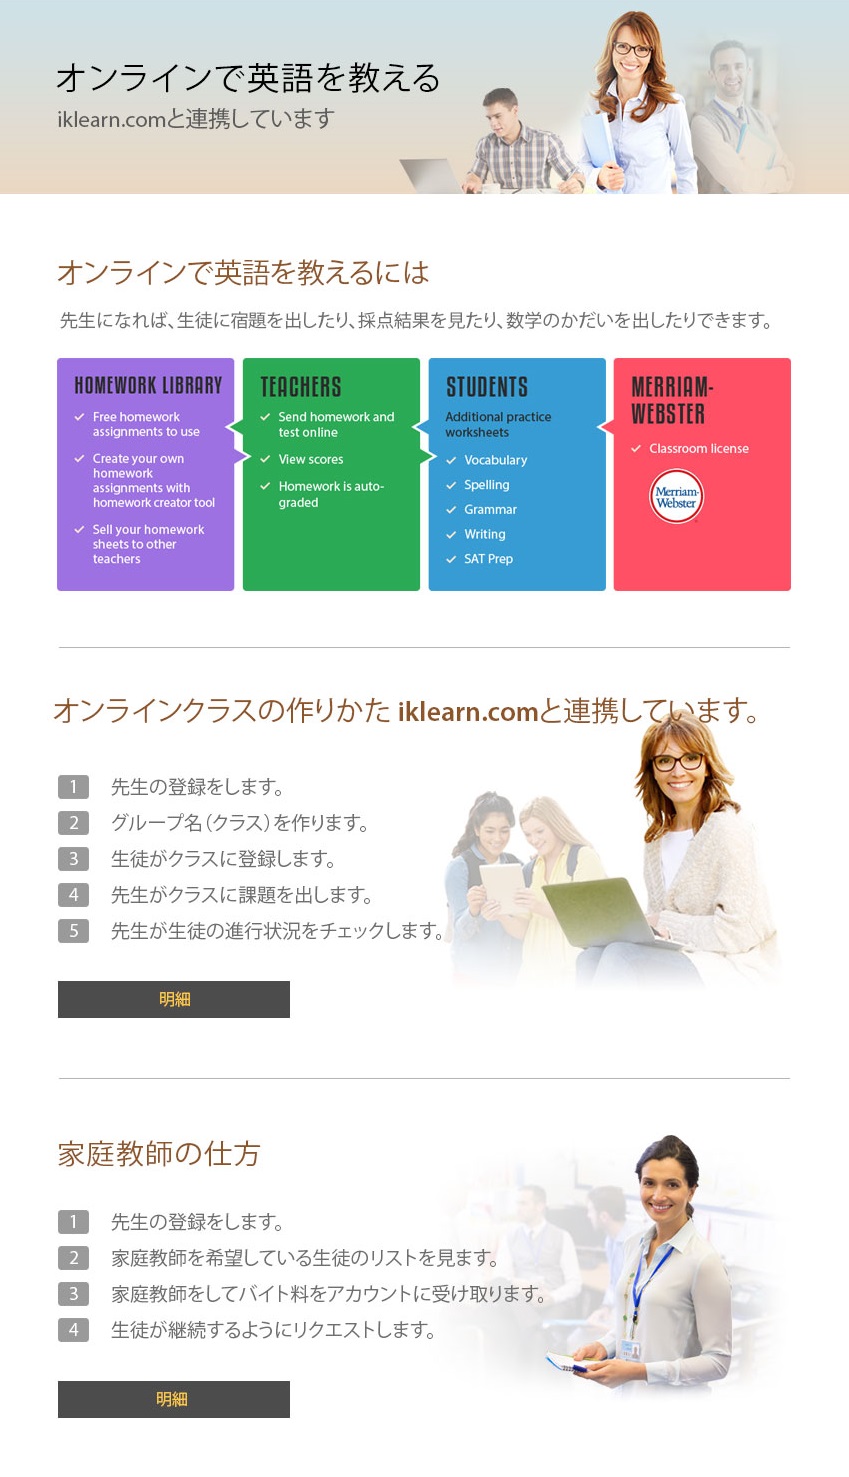 オンラインで英語を教える
iklearn.comと連携しています
オンラインで英語を教えるには
先生になれば、生徒に宿題を出したり、採点結果を見たり、数学のかだいを出したりできます。
HOMEWORK LIBRARY
Free homework
assignments to use
Create your own
homework
assignments with
homework creator tool
Sell your homework
sheets to other
teachers
TEACHERS
Send homework and
test online
View scores
Homework is auto-
graded
STUDENTS
Additional practice
worksheets
Vocabulary
Spelling
Grammar
Writing
SAT Prep
MERRIAM-
WEBSTER
Classroom license
Merriam-
Webster
オンラインクラスの作りかた iklearn.comと連携しています。
1 先生の登録をします。
2 グループ名（クラス）を作ります。
3 生徒がクラスに登録します。
4 先生がクラスに課題を出します。
5 先生が生徒の進行状況をチェックします。
明細
家庭教師の仕方
1 先生の登録をします。
2 家庭教師を希望している生徒のリストを見ます。
3 家庭教師をしてバイト料をアカウントに受け取ります。
4 生徒が継続するようにリクエストします。
明細